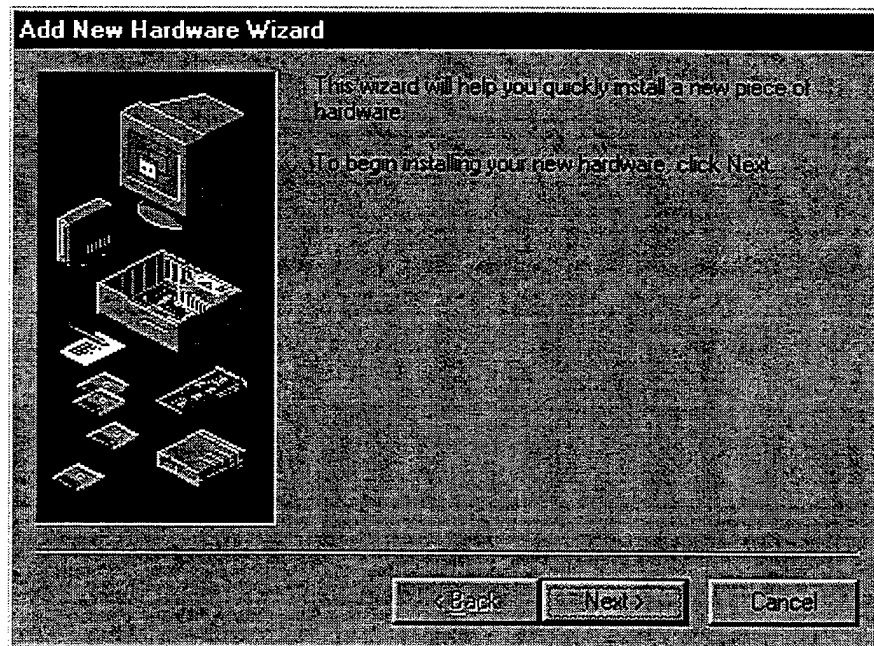 Add New Hardware Wizard
This wizard will help you quickly install a new piece of
hardware.
To begin installing your new hardware, click Next.
< Back
Next >
Cancel